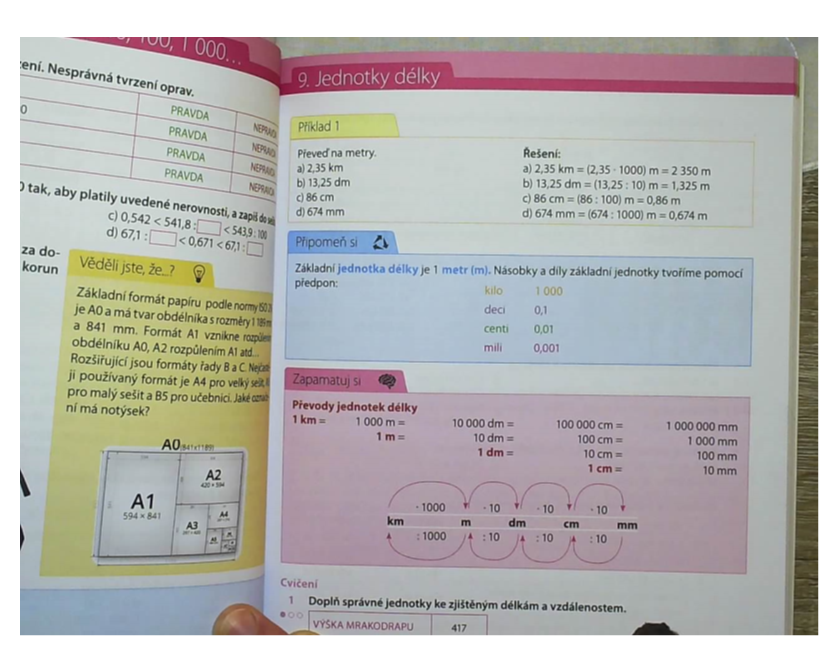 , 100, 1 000...
zení. Nesprávná tvrzení oprav.
0
PRAVDA
NEPRAVDA
PRAVDA
NEPRAVDA
PRAVDA
NEPRAVDA
PRAVDA
NEPRAVDA
tak, aby platily uvedené nerovnosti, a zapiš do
c) 0,542 < 541,8 : < 543,9 : 100
d) 67,1 : < 0,671 < 67,1 :
za do-
korun
Věděli jste, že..?
Základní formát papíru podle normy ISO
je A0 a má tvar obdélníka s rozměry 1 189 m
a 841 mm. Formát A1 vznikne rozpůlením
obdélníku A0, A2 rozpůlením A1 atd...
Rozšiřující jsou formáty řady B a C. Nejčas
ji používaný formát je A4 pro velký sešit,
pro malý sešit a B5 pro učebnici. Jaké označ
ní má notýsek?
A0 (841x1189)
A1
594 × 841
A2
420 × 594
A3
A4
9. Jednotky délky
Příklad 1
Převeď na metry.
a) 2,35 km
b) 13,25 dm
c) 86 cm
d) 674 mm
Řešení:
a) 2,35 km = (2,35 · 1000) m = 2 350 m
b) 13,25 dm = (13,25 : 10) m = 1,325 m
c) 86 cm = (86 : 100) m = 0,86 m
d) 674 mm = (674 : 1000) m = 0,674 m
Připomeň si
Základní jednotka délky je 1 metr (m). Násobky a díly základní jednotky tvoříme pomocí
předpon:
kilo 1 000
deci 0,1
centi 0,01
mili 0,001
Zapamatuj si
Převody jednotek délky
1 km = 1 000 m = 10 000 dm = 100 000 cm = 1 000 000 mm
1 m = 10 dm = 100 cm = 1 000 mm
1 dm = 10 cm = 100 mm
1 cm = 10 mm
· 1000 · 10 · 10 · 10
km m dm cm mm
: 1000 : 10 : 10 : 10
Cvičení
1 Doplň správné jednotky ke zjištěným délkám a vzdálenostem.
VÝŠKA MRAKODRAPU 417